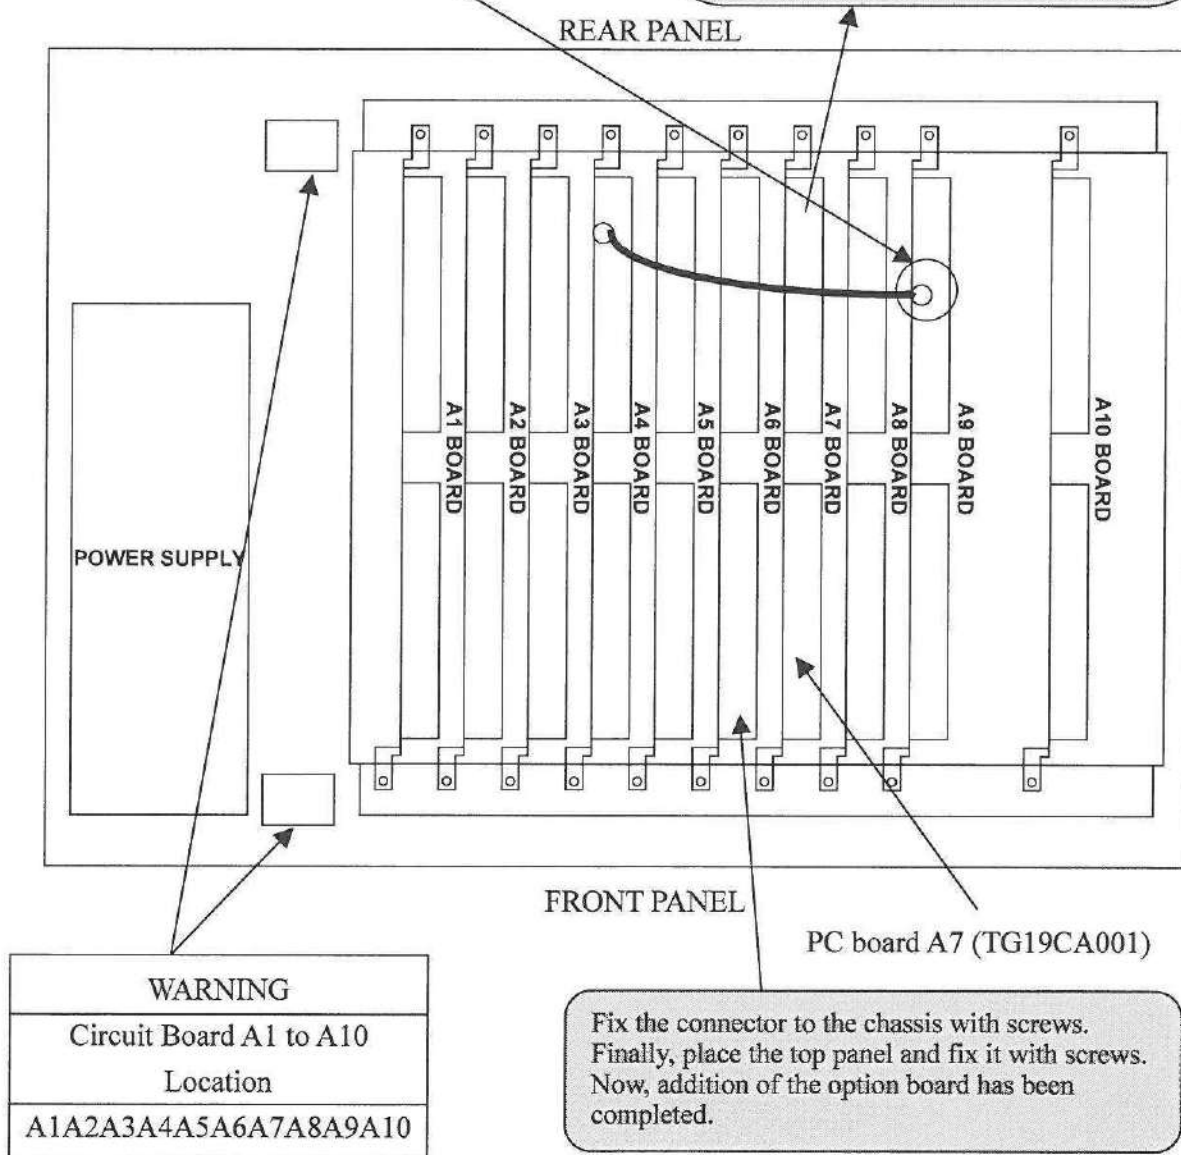 REAR PANEL
A1 BOARD
A2 BOARD
A3 BOARD
A4 BOARD
A5 BOARD
A6 BOARD
A7 BOARD
A8 BOARD
A9 BOARD
A10 BOARD
POWER SUPPLY
FRONT PANEL
PC board A7 (TG19CA001)
WARNING
Circuit Board A1 to A10
Location
A1A2A3A4A5A6A7A8A9A10
Fix the connector to the chassis with screws.
Finally, place the top panel and fix it with screws.
Now, addition of the option board has been
completed.